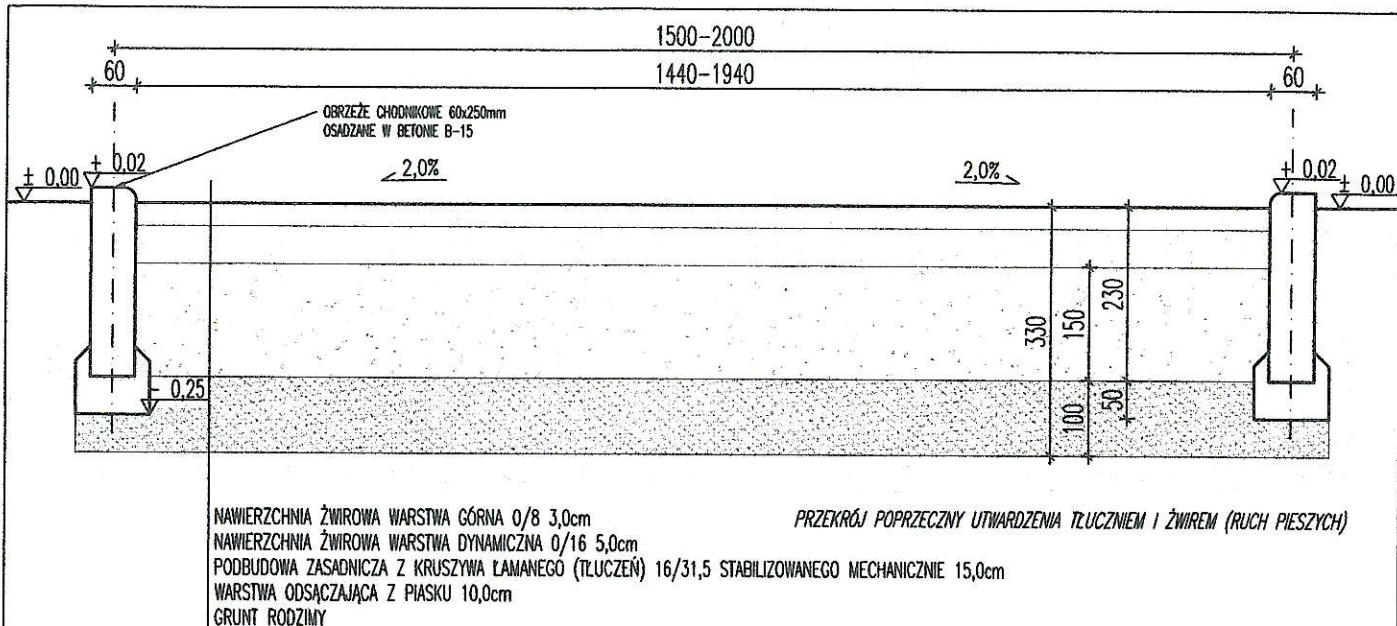 1500-2000
60
1440-1940
60
OBRZEŻE CHODNIKOWE 60x250mm
OSADZANE W BETONIE B-15
± 0,00
± 0,02
2,0%
2,0%
± 0,02
± 0,00
330
150
230
100
50
- 0,25
NAWIERZCHNIA ŻWIROWA WARSTWA GÓRNA 0/8 3,0cm
NAWIERZCHNIA ŻWIROWA WARSTWA DYNAMICZNA 0/16 5,0cm
PODBUDOWA ZASADNICZA Z KRUSZYWA ŁAMANEGO (TŁUCZEŃ) 16/31,5 STABILIZOWANEGO MECHANICZNIE 15,0cm
WARSTWA ODSĄCZAJĄCA Z PIASKU 10,0cm
GRUNT RODZIMY
PRZEKRÓJ POPRZECZNY UTWARDZENIA TŁUCZNIEM I ŻWIREM (RUCH PIESZYCH)